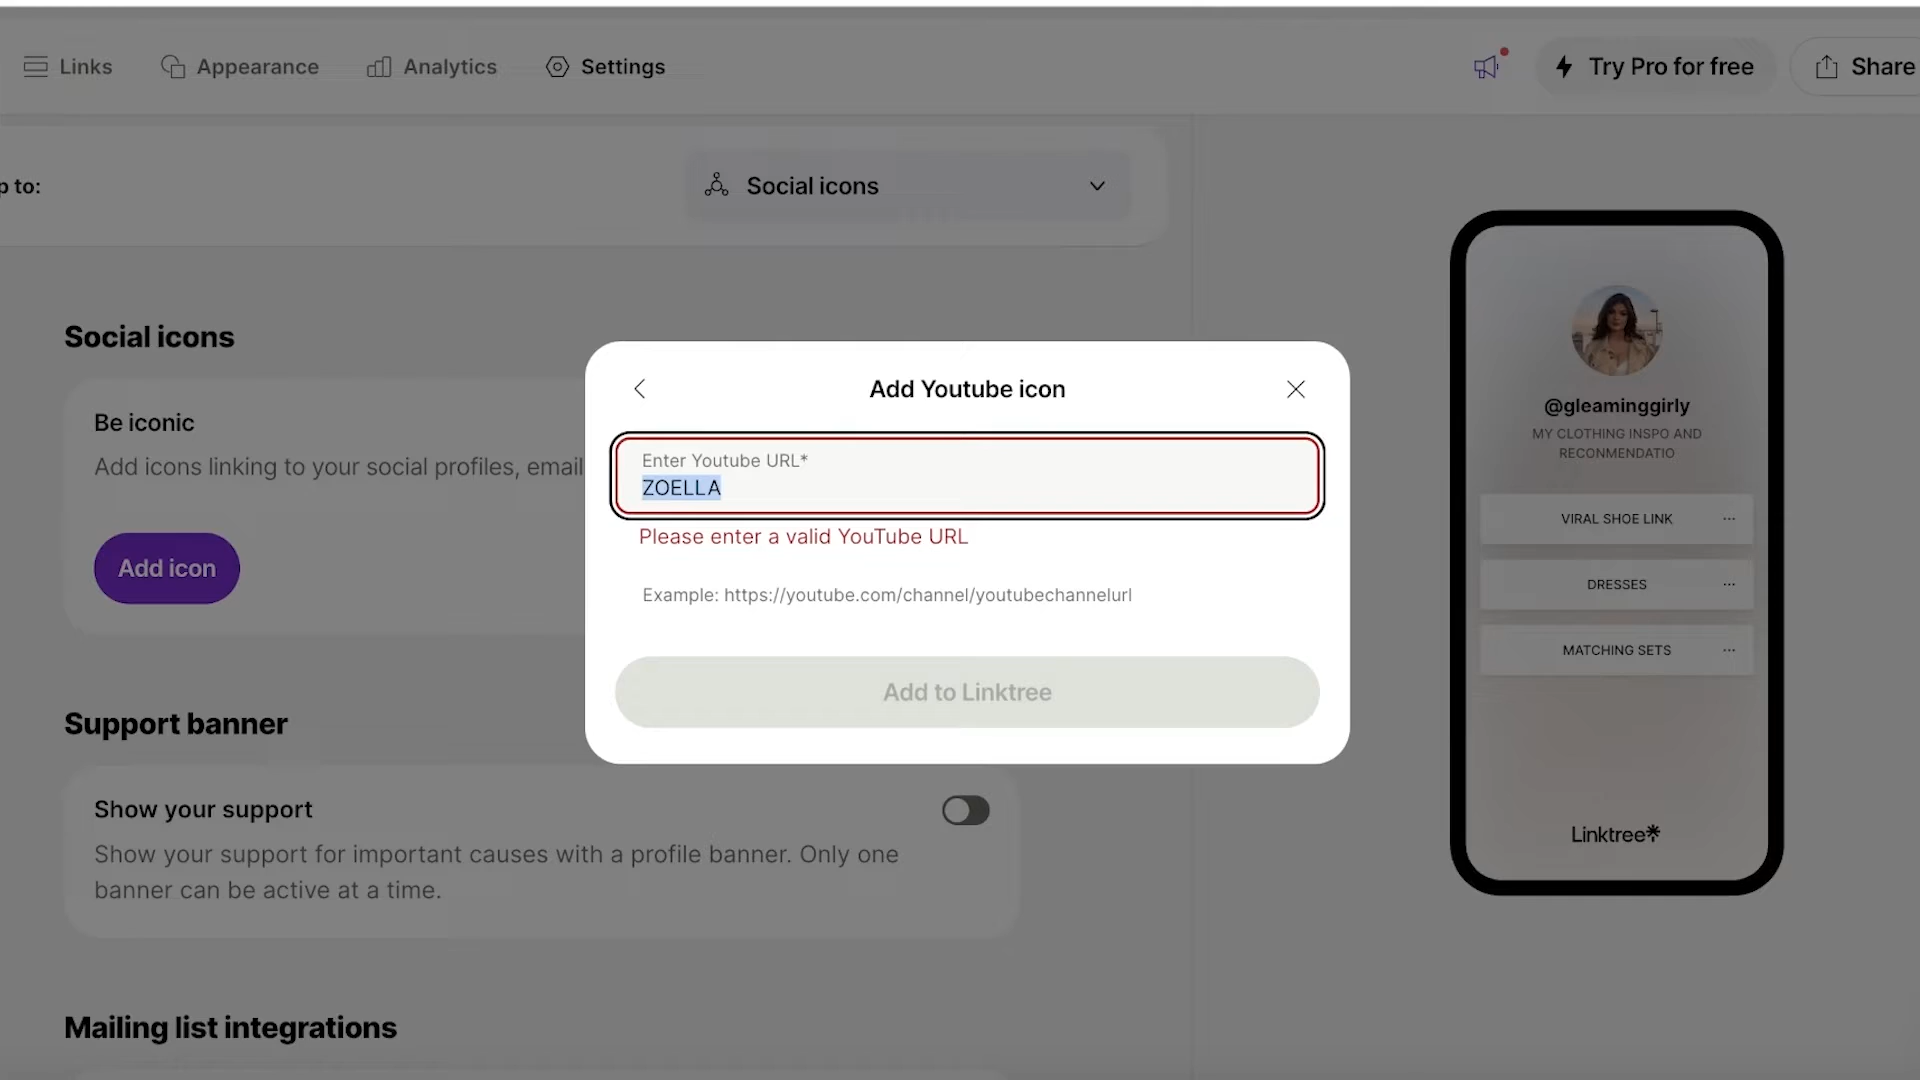 Links
Appearance
Analytics
Settings
Try Pro for free
Share
p to:
Social icons
Social icons
Be iconic
Add icons linking to your social profiles, email
Add icon
Add Youtube icon
Enter Youtube URL*
ZOELLA
Please enter a valid YouTube URL
Example: https://youtube.com/channel/youtubechannelurl
Add to Linktree
Support banner
Show your support
Show your support for important causes with a profile banner. Only one
banner can be active at a time.
Mailing list integrations
@gleaminggirly
MY CLOTHING INSPO AND
RECONMENDATIO
VIRAL SHOE LINK
DRESSES
MATCHING SETS
Linktree